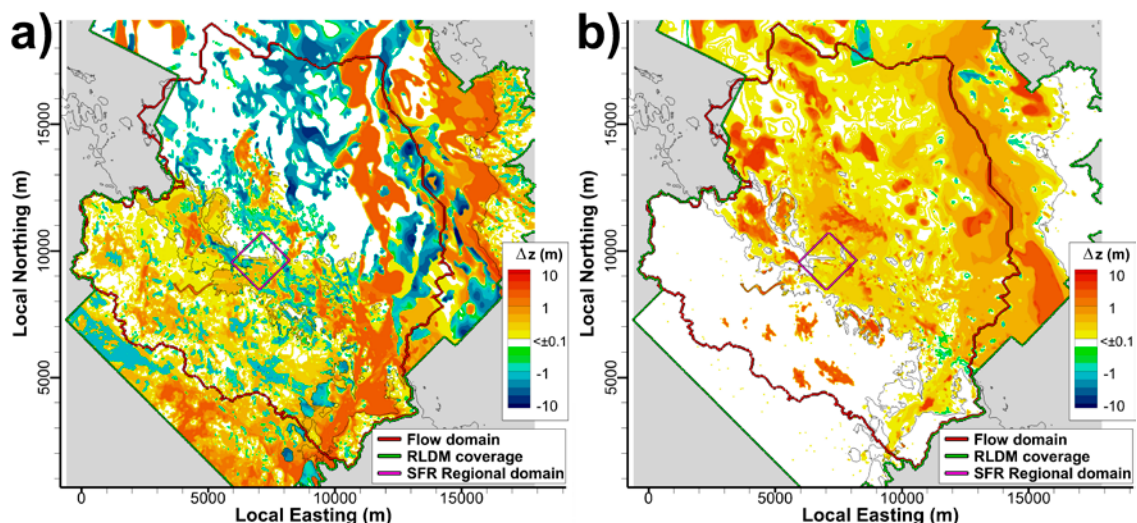 a)
Local Northing (m)
15000
10000
5000
0
5000
10000
15000
Local Easting (m)
Δz (m)
10
1
<±0.1
-1
-10
Flow domain
RLDM coverage
SFR Regional domain
b)
Local Northing (m)
15000
10000
5000
0
5000
10000
15000
Local Easting (m)
Δz (m)
10
1
<±0.1
-1
-10
Flow domain
RLDM coverage
SFR Regional domain